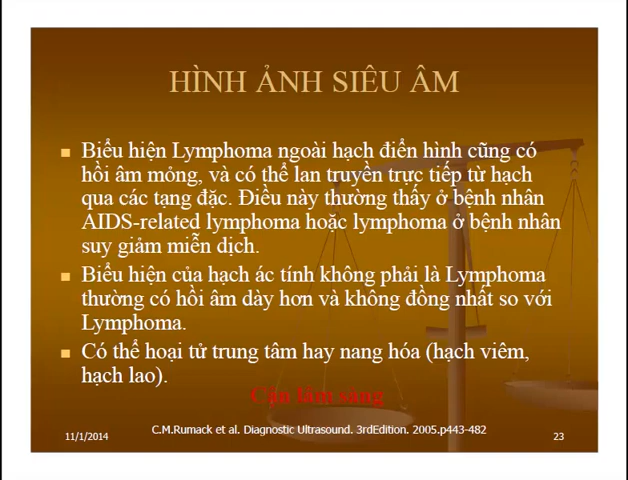 HÌNH ẢNH SIÊU ÂM
Biểu hiện Lymphoma ngoài hạch điển hình cũng có
hồi âm mỏng, và có thể lan truyền trực tiếp từ hạch
qua các tạng đặc. Điều này thường thấy ở bệnh nhân
AIDS-related lymphoma hoặc lymphoma ở bệnh nhân
suy giảm miễn dịch.
Biểu hiện của hạch ác tính không phải là Lymphoma
thường có hồi âm dày hơn và không đồng nhất so với
Lymphoma.
Có thể hoại tử trung tâm hay nang hóa (hạch viêm,
hạch lao).
Cận lâm sàng
11/1/2014
C.M.Rumack et al. Diagnostic Ultrasound. 3rdEdition. 2005.p443-482
23